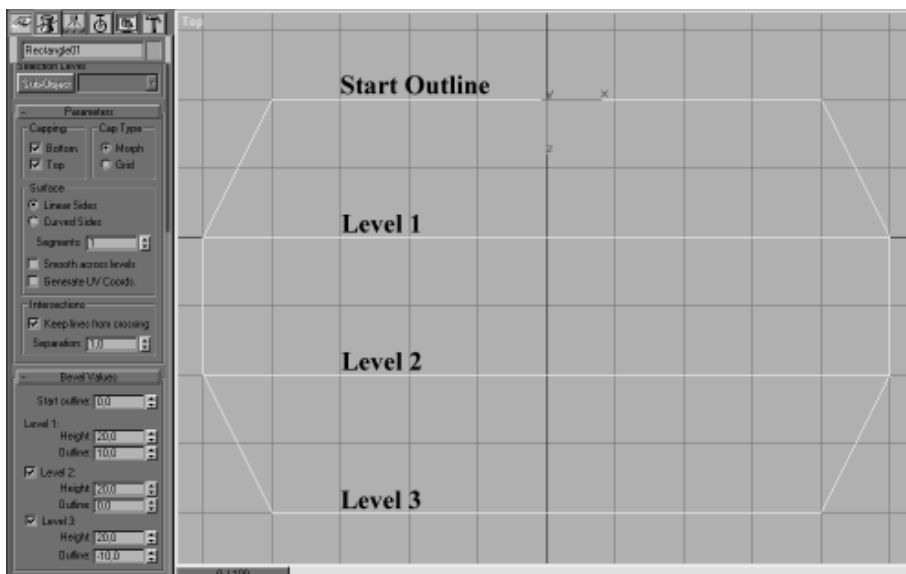 Rectangle01
Selection Level:
Sub-Object
Parameters
Capping
Cap Type
Bottom
Morph
Top
Grid
Surface
Linear Sides
Curved Sides
Segments: 1
Smooth across levels
Generate UV Coords.
Intersections
Keep lines from crossing
Separation: 1,0
Bevel Values
Start outline: 0,0
Level 1:
Height: 20,0
Outline: 10,0
Level 2:
Height: 20,0
Outline: 0,0
Level 3:
Height: 20,0
Outline: -10,0
Top
Start Outline
y
x
z
Level 1
Level 2
Level 3
0 / 100